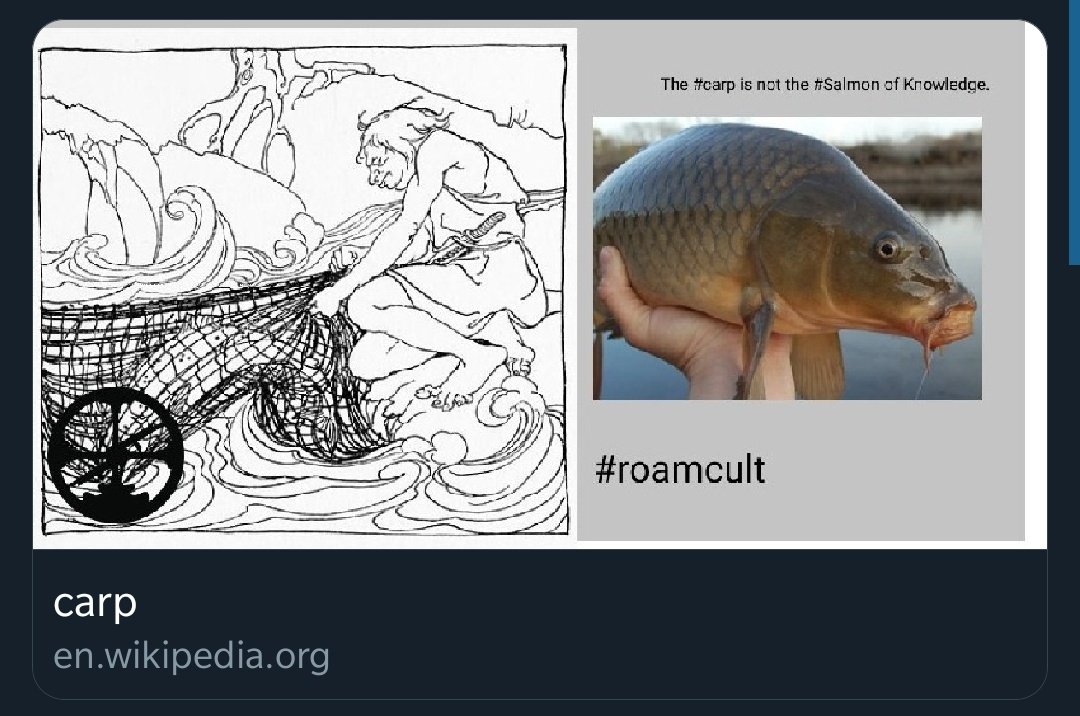 The #carp is not the #Salmon of Knowledge.
#roamcult
carp
en.wikipedia.org